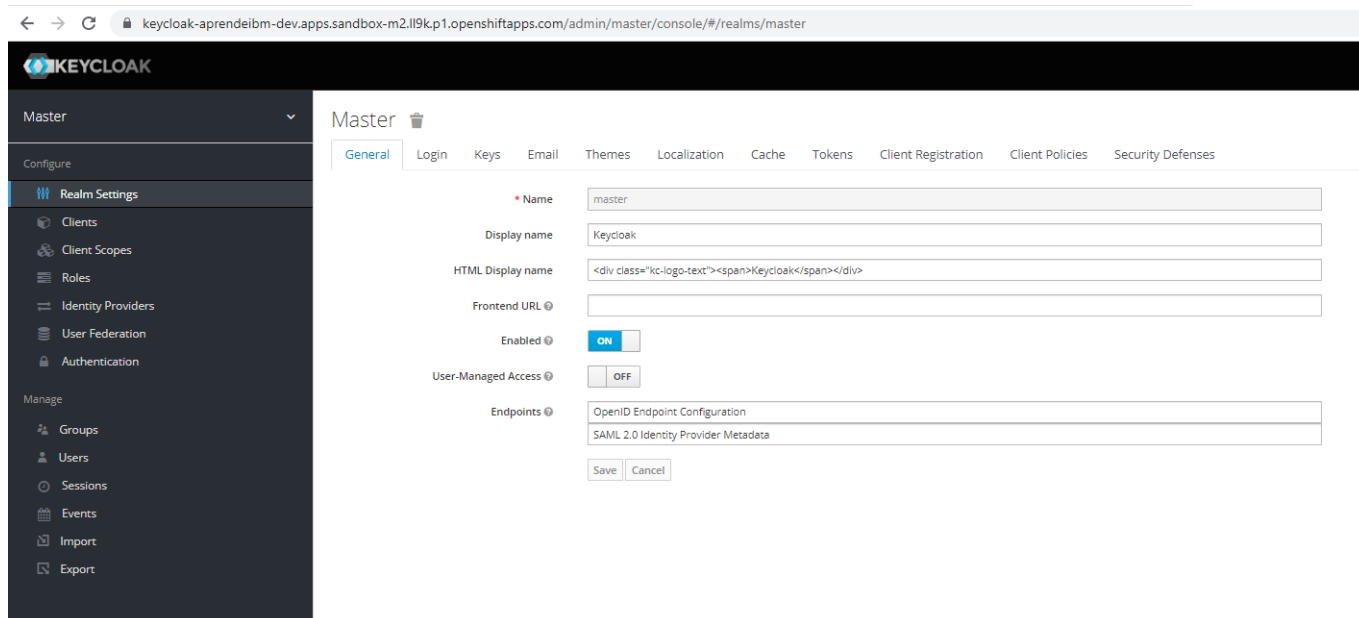 keycloak-aprendeibm-dev.apps.sandbox-m2.ll9k.p1.openshiftapps.com/admin/master/console/#/realms/master
KEYCLOAK
Master
Configure
Realm Settings
Clients
Client Scopes
Roles
Identity Providers
User Federation
Authentication
Manage
Groups
Users
Sessions
Events
Import
Export
Master
General Login Keys Email Themes Localization Cache Tokens Client Registration Client Policies Security Defenses
* Name master
Display name Keycloak
HTML Display name <div class="kc-logo-text"><span>Keycloak</span></div>
Frontend URL
Enabled ON
User-Managed Access OFF
Endpoints OpenID Endpoint Configuration
SAML 2.0 Identity Provider Metadata
Save Cancel